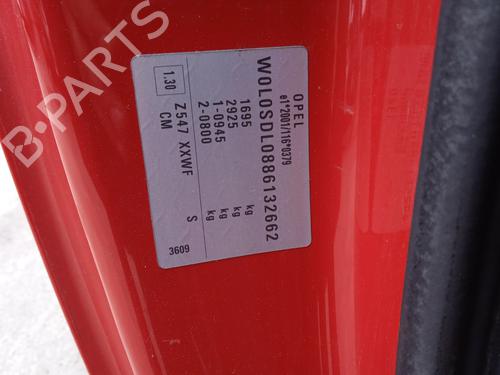 OPEL
e1*2001/116*0379
W0L0SDL0886132662
1695 kg
2925 kg
1-0945 kg
2-0800 kg
1.30 Z547 XXWF S
CM
3609
B-PARTS
B-PARTS